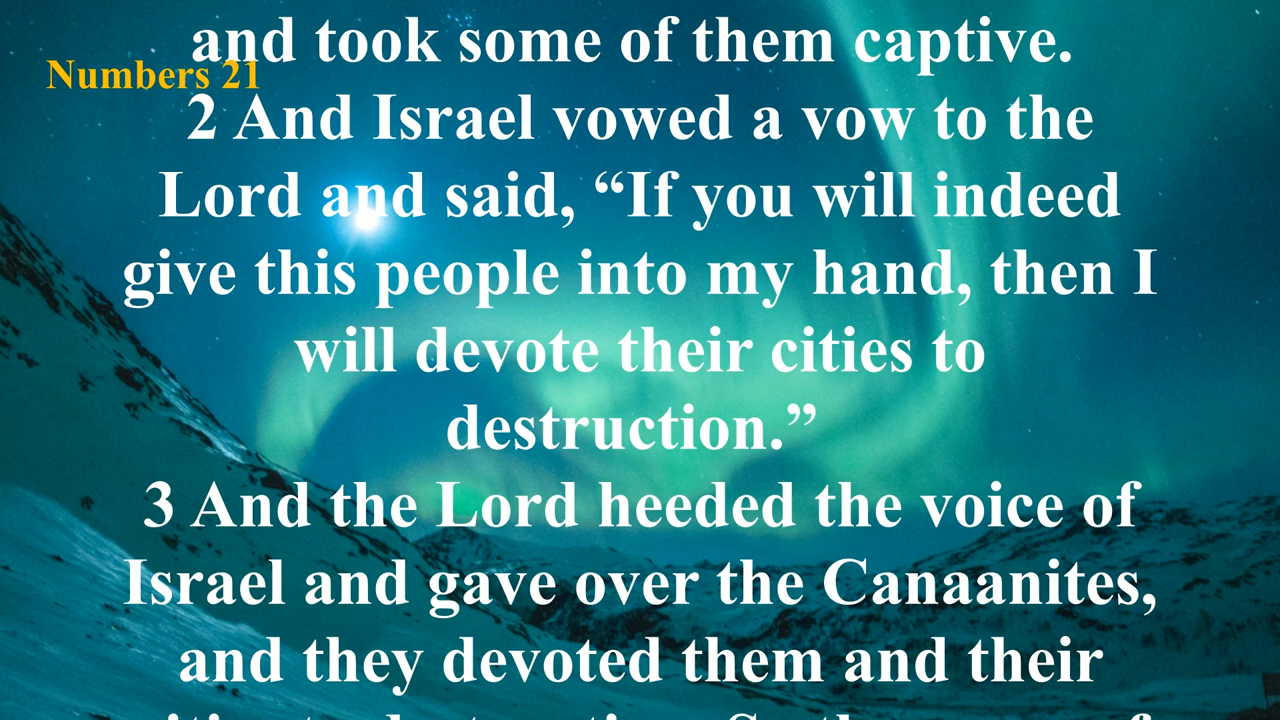 and took some of them captive.
Numbers 21
2 And Israel vowed a vow to the
Lord and said, “If you will indeed
give this people into my hand, then I
will devote their cities to
destruction.”
3 And the Lord heeded the voice of
Israel and gave over the Canaanites,
and they devoted them and their